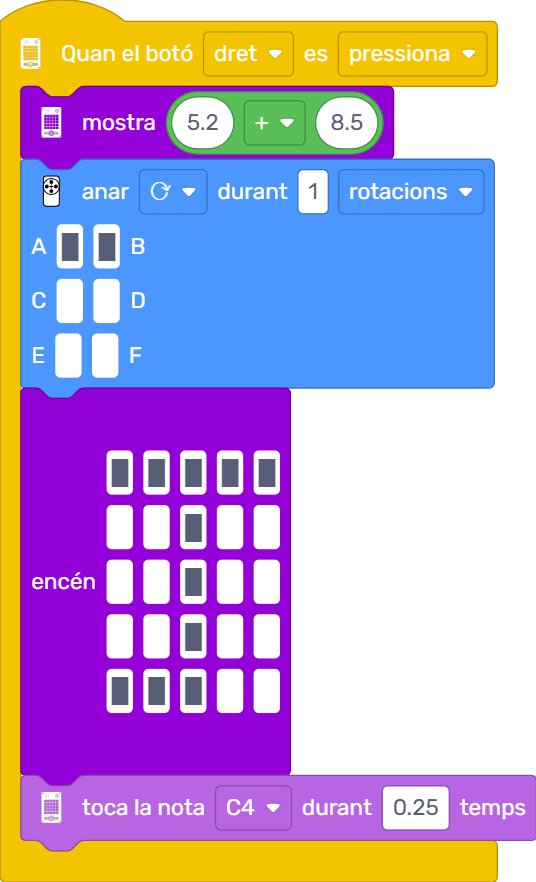 Quan el botó dret es pressiona
mostra 5.2 + 8.5
anar durant 1 rotacions
A B
C D
E F
encén
toca la nota C4 durant 0.25 temps